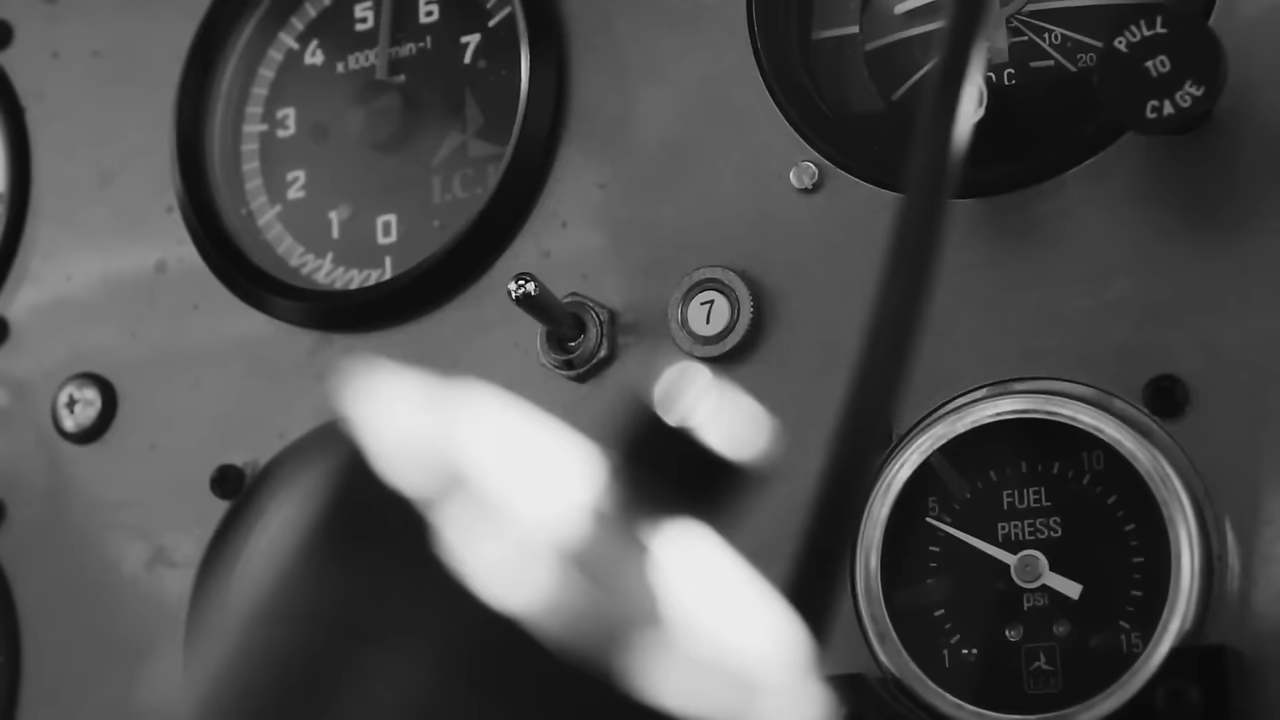 5 6
4 7
x1000 min-1
3
2
1 0
I.C.P
10
20
PULL
TO
CAGE
7
10
5
FUEL
PRESS
psi
1 15
I.C.P